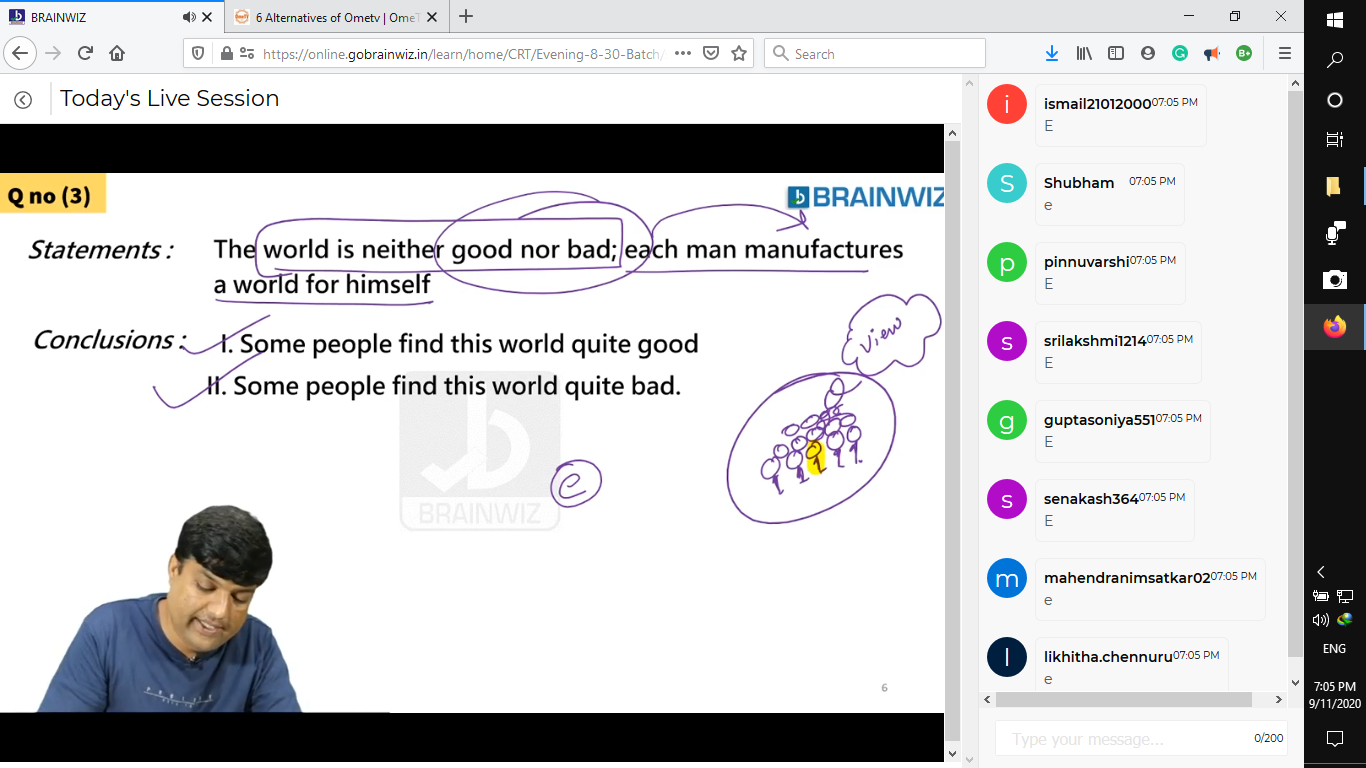 BRAINWIZ
6 Alternatives of Ometv | OmeT
https://online.gobrainwiz.in/learn/home/CRT/Evening-8-30-Batch/
Search
Today's Live Session
Q no (3)
BRAINWIZ
Statements : The world is neither good nor bad; each man manufactures
a world for himself
Conclusions : I. Some people find this world quite good
II. Some people find this world quite bad.
View
e
BRAINWIZ
6
i
ismail21012000 07:05 PM
E
S
Shubham 07:05 PM
e
p
pinnuvarshi 07:05 PM
E
s
srilakshmi1214 07:05 PM
E
g
guptasoniya551 07:05 PM
E
s
senakash364 07:05 PM
E
m
mahendranimsatkar02 07:05 PM
e
l
likhitha.chennuru 07:05 PM
e
Type your message... 0/200
ENG
7:05 PM
9/11/2020